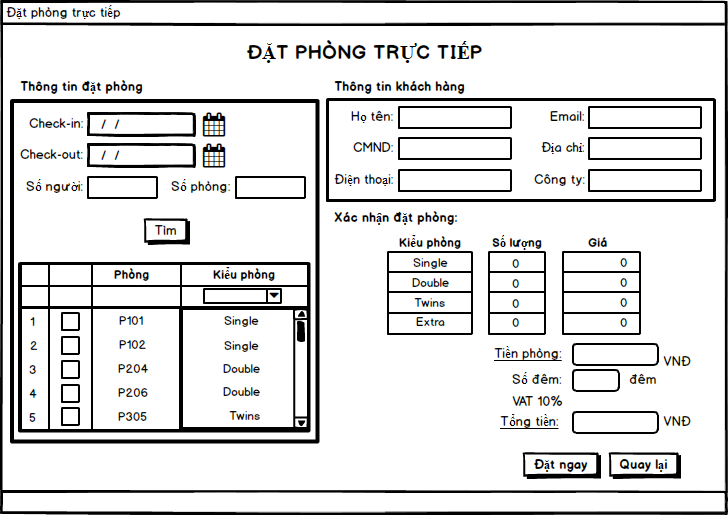 Đặt phòng trực tiếp
ĐẶT PHÒNG TRỰC TIẾP
Thông tin đặt phòng
Check-in: / /
Check-out: / /
Số người: Số phòng:
Tìm
Phòng Kiểu phòng
1 P101 Single
2 P102 Single
3 P204 Double
4 P206 Double
5 P305 Twins
Thông tin khách hàng
Họ tên: Email:
CMND: Địa chỉ:
Điện thoại: Công ty:
Xác nhận đặt phòng:
Kiểu phòng Số lượng Giá
Single 0 0
Double 0 0
Twins 0 0
Extra 0 0
Tiền phòng: VNĐ
Số đêm: đêm
VAT 10%
Tổng tiền: VNĐ
Đặt ngay Quay lại